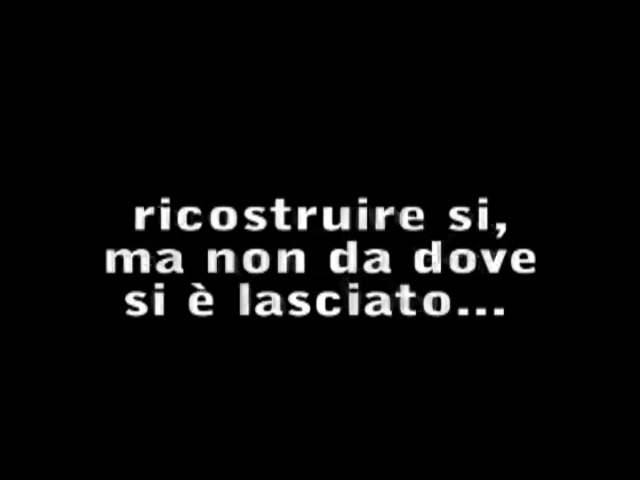 ricostruire si,
ma non da dove
si è lasciato...